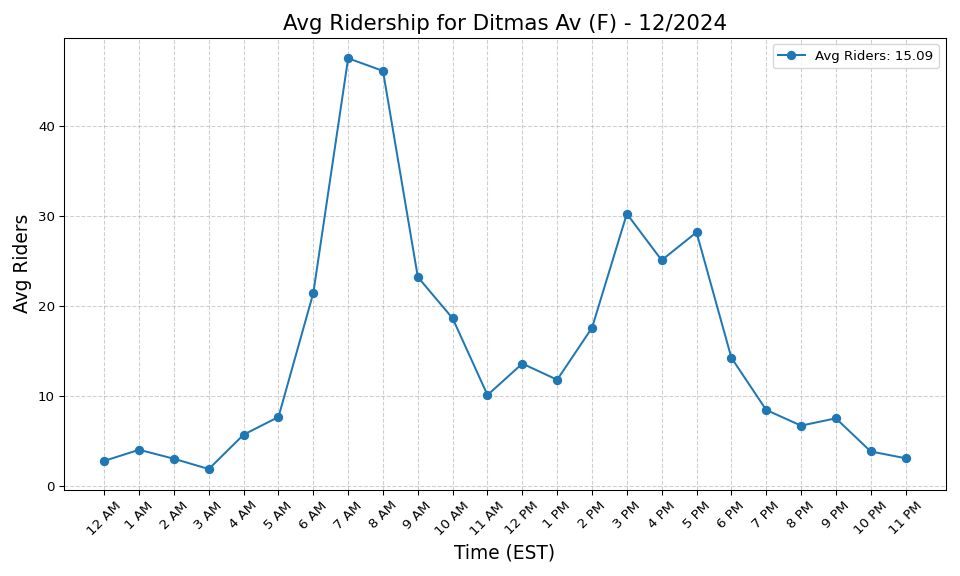 Avg Ridership for Ditmas Av (F) - 12/2024
Avg Riders: 15.09
Avg Riders
40
30
20
10
0
12 AM
1 AM
2 AM
3 AM
4 AM
5 AM
6 AM
7 AM
8 AM
9 AM
10 AM
11 AM
12 PM
1 PM
2 PM
3 PM
4 PM
5 PM
6 PM
7 PM
8 PM
9 PM
10 PM
11 PM
Time (EST)